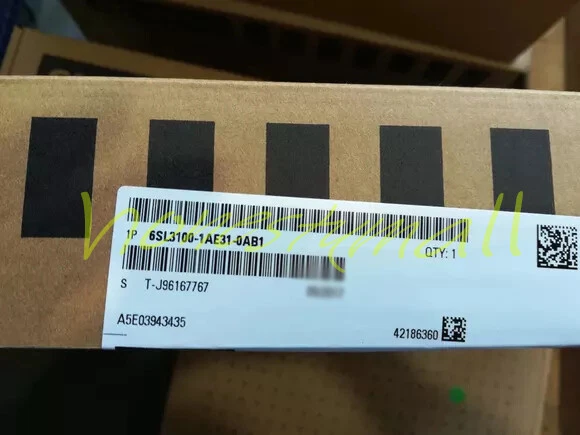 1P 6SL3100-1AE31-0AB1
QTY: 1
S T-J96167767
A5E03943435
42186360